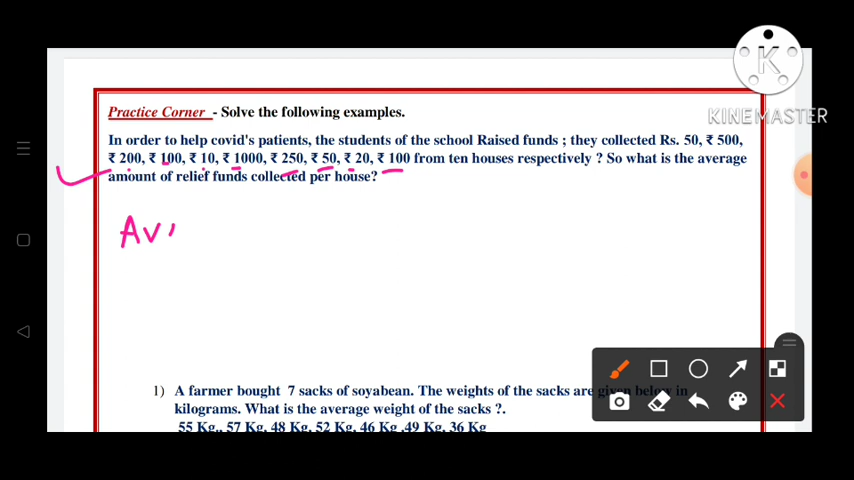 K
KINEMASTER
Practice Corner - Solve the following examples.
In order to help covid's patients, the students of the school Raised funds ; they collected Rs. 50, ₹ 500,
₹ 200, ₹ 100, ₹ 10, ₹ 1000, ₹ 250, ₹ 50, ₹ 20, ₹ 100 from ten houses respectively ? So what is the average
amount of relief funds collected per house?
Av
1) A farmer bought 7 sacks of soyabean. The weights of the sacks are given below in
kilograms. What is the average weight of the sacks ?.
55 Kg,, 57 Kg, 48 Kg, 52 Kg, 46 Kg ,49 Kg, 36 Kg